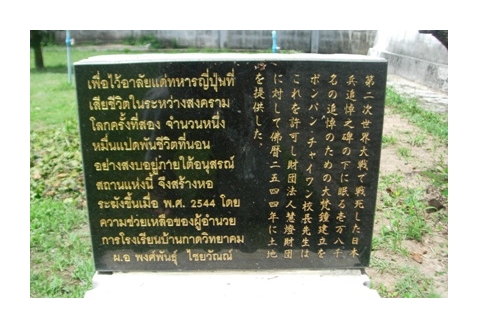 เพื่อไว้อาลัยแด่ทหารญี่ปุ่นที่
เสียชีวิตในระหว่างสงคราม
โลกครั้งที่สอง จำนวนหนึ่ง
หมื่นแปดพันชีวิตที่นอน
อย่างสงบอยู่ภายใต้อนุสรณ์
สถานแห่งนี้ จึงสร้างหอ
ระฆังขึ้นเมื่อ พ.ศ. 2544 โดย
ความช่วยเหลือของผู้อำนวย
การโรงเรียนบ้านกาดวิทยาคม
ผ.อ พงศ์พันธุ์ ไชยวัณณ์
第二次世界大戦で戦死した日本
兵追悼之碑の下に眠る壱万八千
名の追悼のための大梵鐘建立を
ポンパン チャイワン校長先生は
これを許可し財団法人慧燈財団
に対して佛暦二五四四年に土地
を提供した。